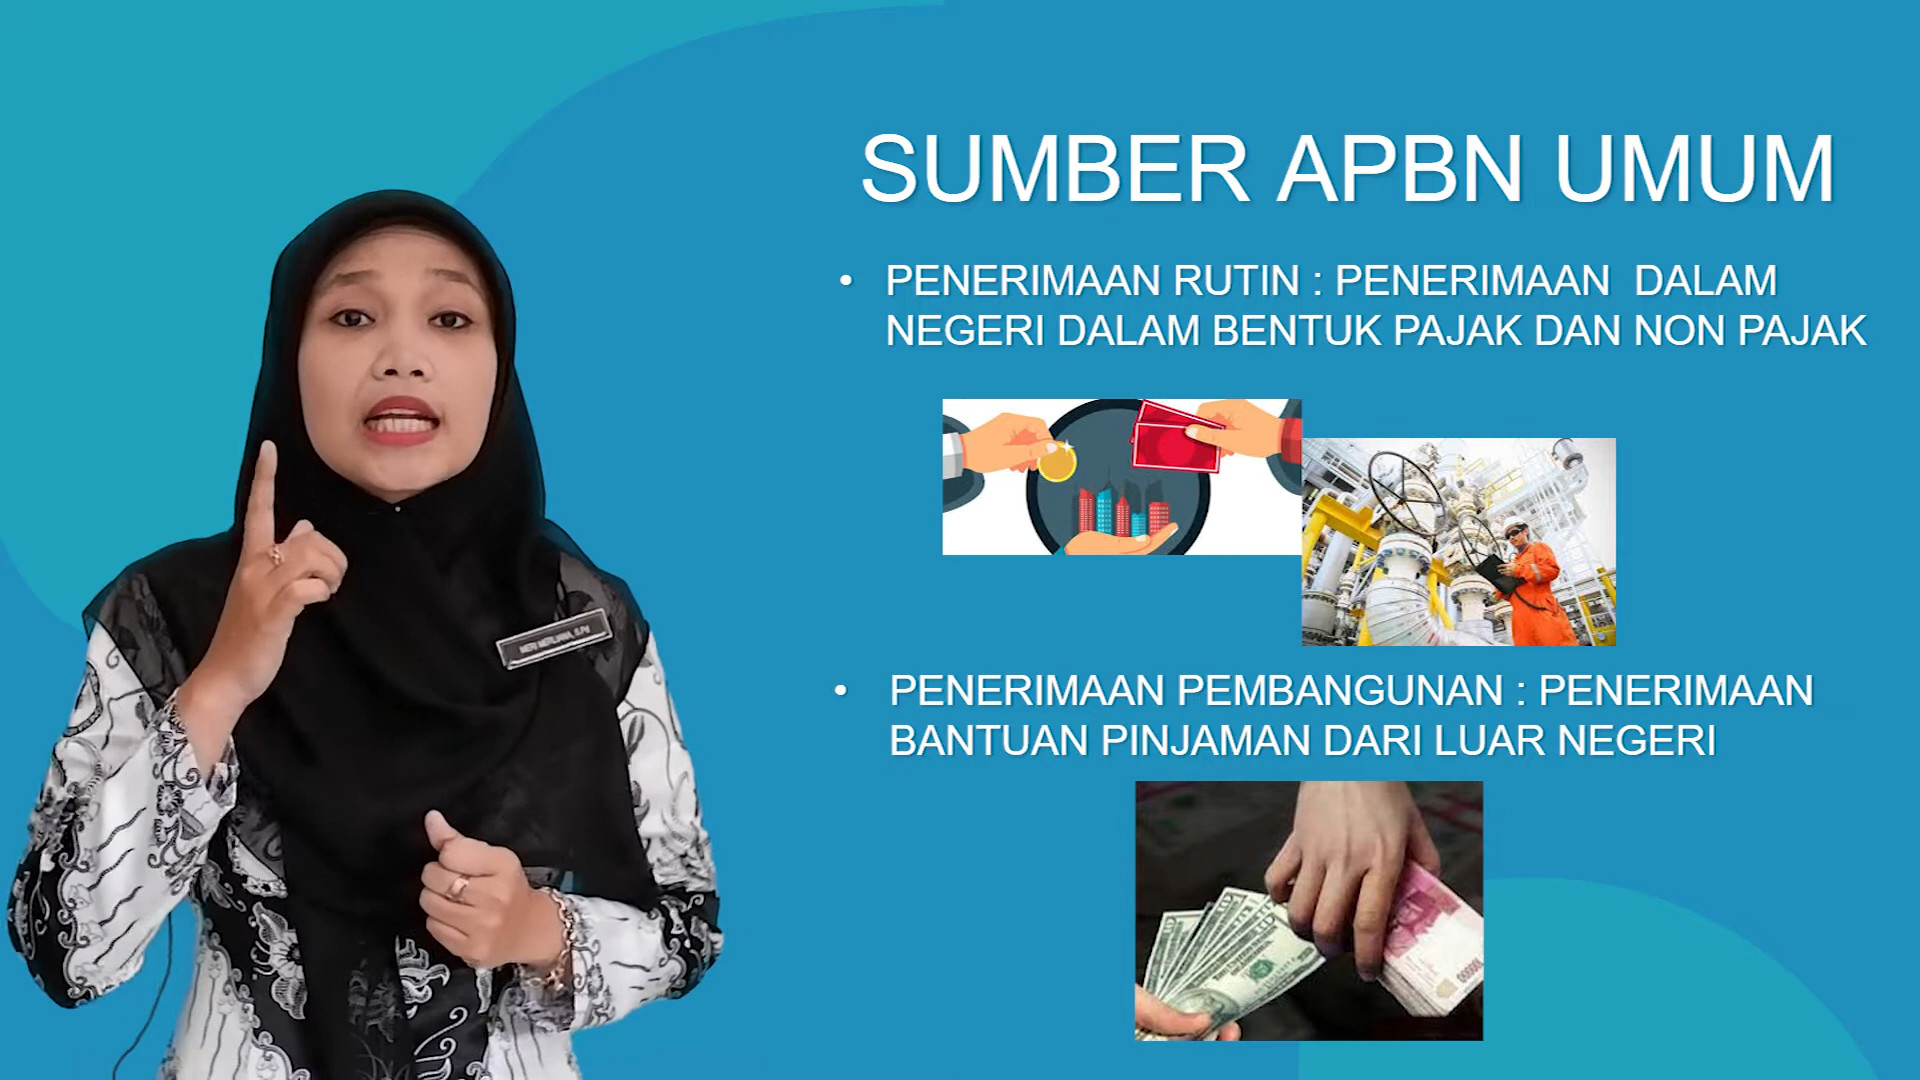 SUMBER APBN UMUM
• PENERIMAAN RUTIN : PENERIMAAN DALAM
NEGERI DALAM BENTUK PAJAK DAN NON PAJAK
• PENERIMAAN PEMBANGUNAN : PENERIMAAN
BANTUAN PINJAMAN DARI LUAR NEGERI